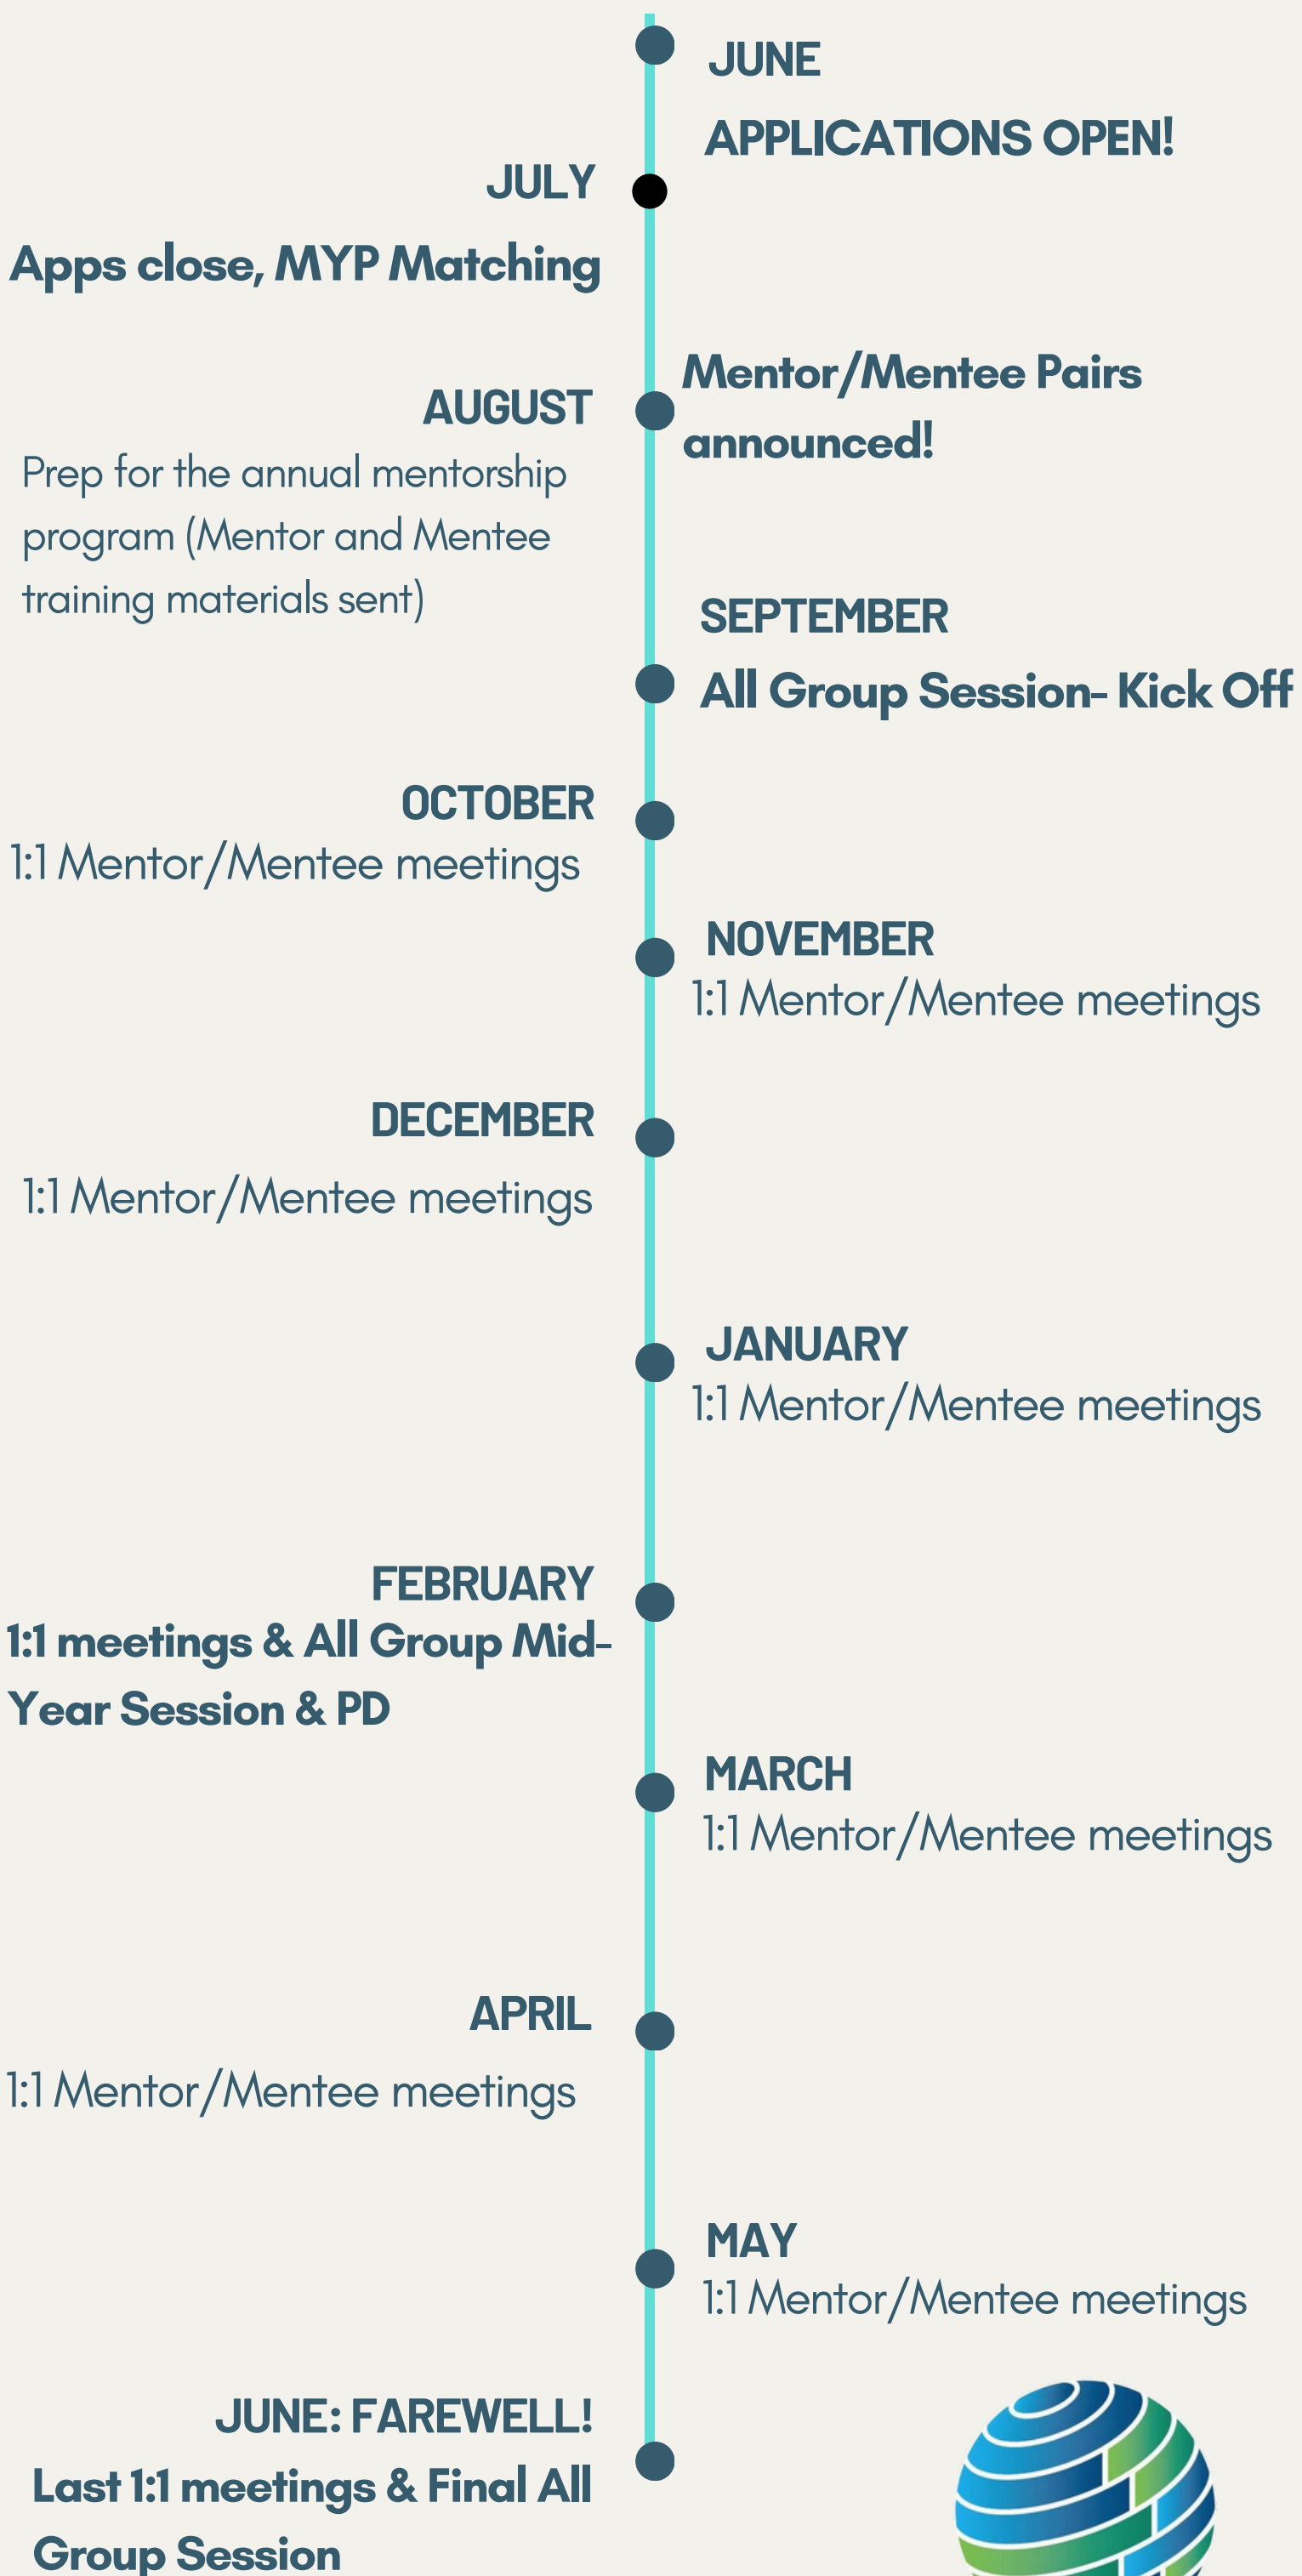 JUNE
APPLICATIONS OPEN!
JULY
Apps close, MYP Matching
AUGUST
Prep for the annual mentorship
program (Mentor and Mentee
training materials sent)
Mentor/Mentee Pairs
announced!
SEPTEMBER
All Group Session- Kick Off
OCTOBER
1:1 Mentor/Mentee meetings
NOVEMBER
1:1 Mentor/Mentee meetings
DECEMBER
1:1 Mentor/Mentee meetings
JANUARY
1:1 Mentor/Mentee meetings
FEBRUARY
1:1 meetings & All Group Mid-
Year Session & PD
MARCH
1:1 Mentor/Mentee meetings
APRIL
1:1 Mentor/Mentee meetings
MAY
1:1 Mentor/Mentee meetings
JUNE: FAREWELL!
Last 1:1 meetings & Final All
Group Session